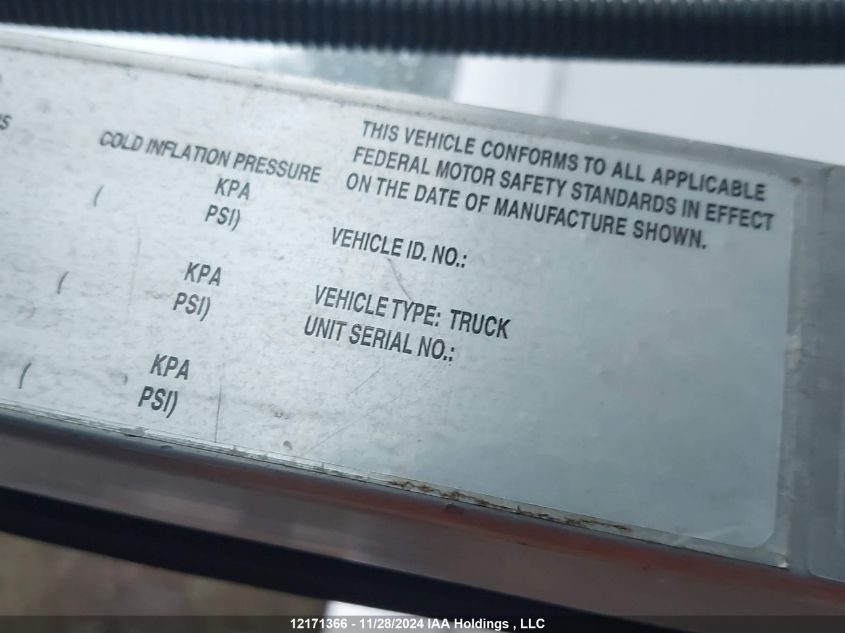 COLD INFLATION PRESSURE
KPA
( PSI)
KPA
( PSI)
KPA
( PSI)
THIS VEHICLE CONFORMS TO ALL APPLICABLE
FEDERAL MOTOR SAFETY STANDARDS IN EFFECT
ON THE DATE OF MANUFACTURE SHOWN.
VEHICLE ID. NO.:
VEHICLE TYPE: TRUCK
UNIT SERIAL NO.:
12171366 - 11/28/2024 IAA Holdings , LLC